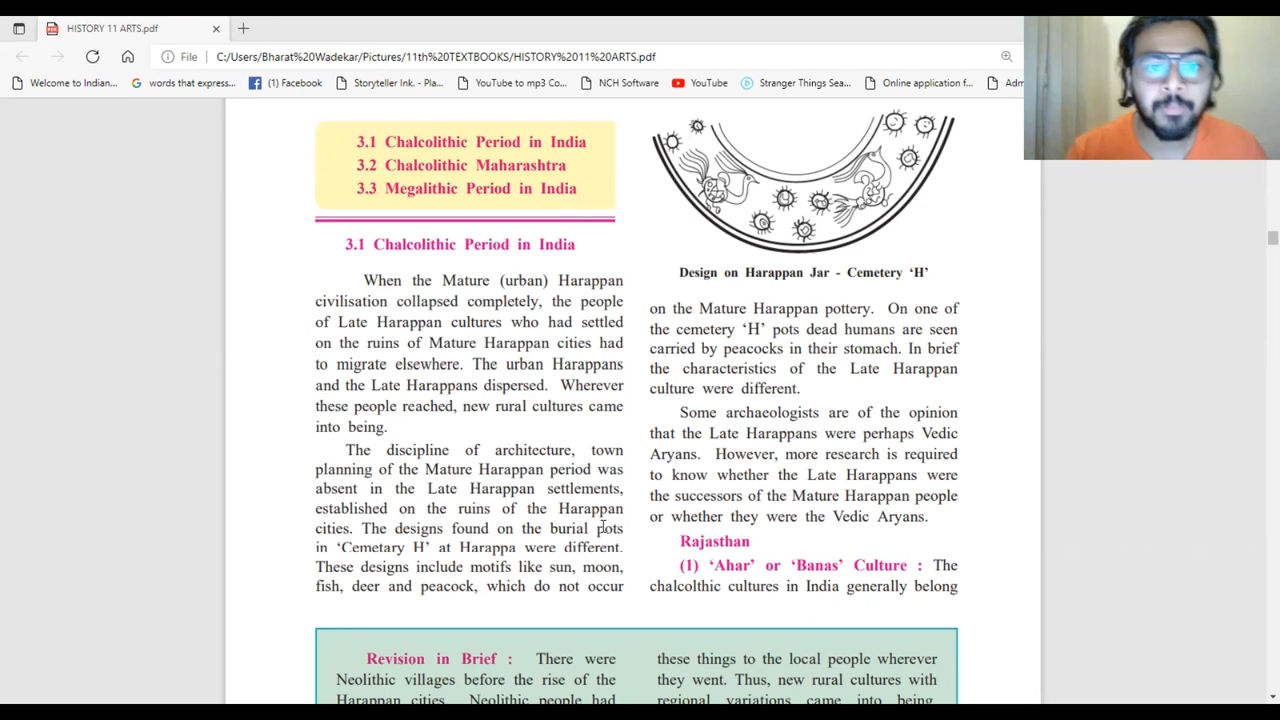 HISTORY 11 ARTS.pdf
File C:/Users/Bharat%20Wadekar/Pictures/11th%20TEXTBOOKS/HISTORY%2011%20ARTS.pdf
Welcome to Indian... words that express... (1) Facebook Storyteller Ink. - Pla... YouTube to mp3 Co... NCH Software YouTube Stranger Things Sea... Online application f... Adm
3.1 Chalcolithic Period in India
3.2 Chalcolithic Maharashtra
3.3 Megalithic Period in India
3.1 Chalcolithic Period in India
When the Mature (urban) Harappan
civilisation collapsed completely, the people
of Late Harappan cultures who had settled
on the ruins of Mature Harappan cities had
to migrate elsewhere. The urban Harappans
and the Late Harappans dispersed. Wherever
these people reached, new rural cultures came
into being.
The discipline of architecture, town
planning of the Mature Harappan period was
absent in the Late Harappan settlements,
established on the ruins of the Harappan
cities. The designs found on the burial pots
in ‘Cemetary H’ at Harappa were different.
These designs include motifs like sun, moon,
fish, deer and peacock, which do not occur
Design on Harappan Jar - Cemetery ‘H’
on the Mature Harappan pottery. On one of
the cemetery ‘H’ pots dead humans are seen
carried by peacocks in their stomach. In brief
the characteristics of the Late Harappan
culture were different.
Some archaeologists are of the opinion
that the Late Harappans were perhaps Vedic
Aryans. However, more research is required
to know whether the Late Harappans were
the successors of the Mature Harappan people
or whether they were the Vedic Aryans.
Rajasthan
(1) ‘Ahar’ or ‘Banas’ Culture : The
chalcolthic cultures in India generally belong
Revision in Brief : There were
Neolithic villages before the rise of the
Harappan cities. Neolithic people had
these things to the local people wherever
they went. Thus, new rural cultures with
regional variations came into being.